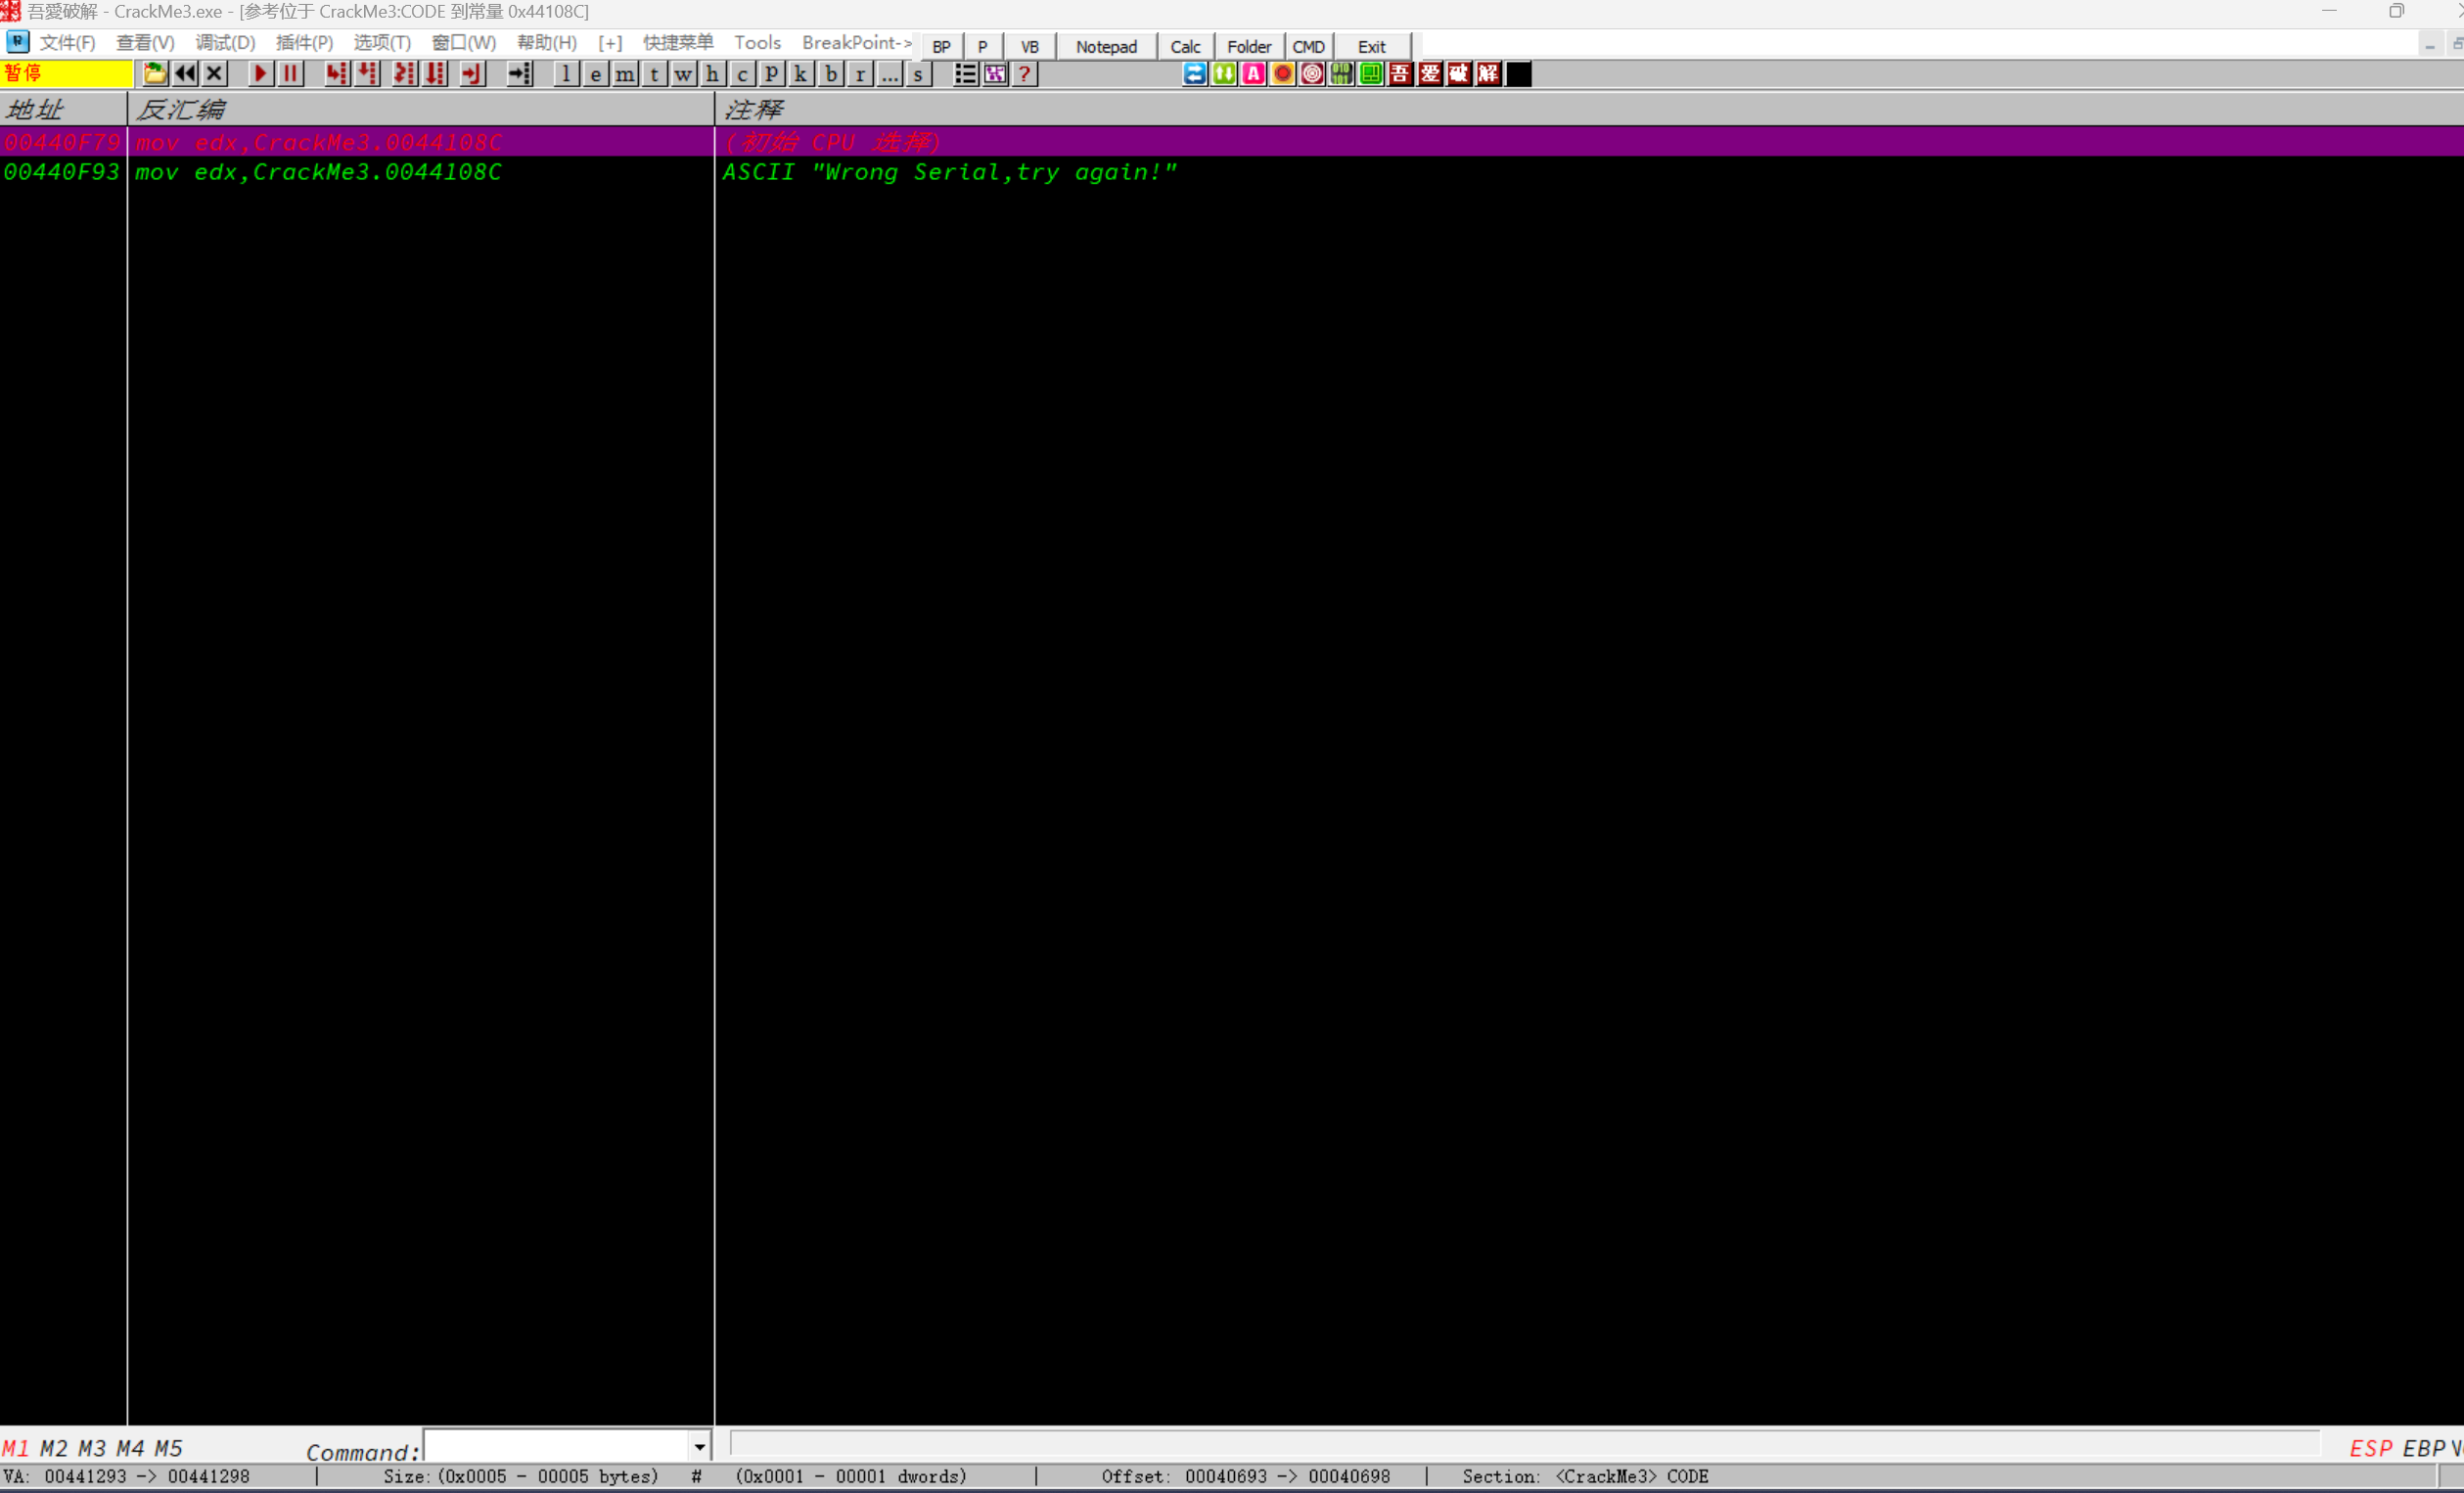 吾愛破解 - CrackMe3.exe - [参考位于 CrackMe3:CODE 到常量 0x44108C]
文件(F) 查看(V) 调试(D) 插件(P) 选项(T) 窗口(W) 帮助(H) [+] 快捷菜单 Tools BreakPoint-> BP P VB Notepad Calc Folder CMD Exit
暂停 l e m t w h c p k b r ... s ? A 吾 爱 破 解
地址 反汇编 注释
00440F79 mov edx,CrackMe3.0044108C (初始 CPU 选择)
00440F93 mov edx,CrackMe3.0044108C ASCII "Wrong Serial,try again!"
M1 M2 M3 M4 M5 Command: ESP EBP
VA: 00441293 -> 00441298 | Size:(0x0005 - 00005 bytes) # (0x0001 - 00001 dwords) | Offset: 00040693 -> 00040698 | Section: <CrackMe3> CODE